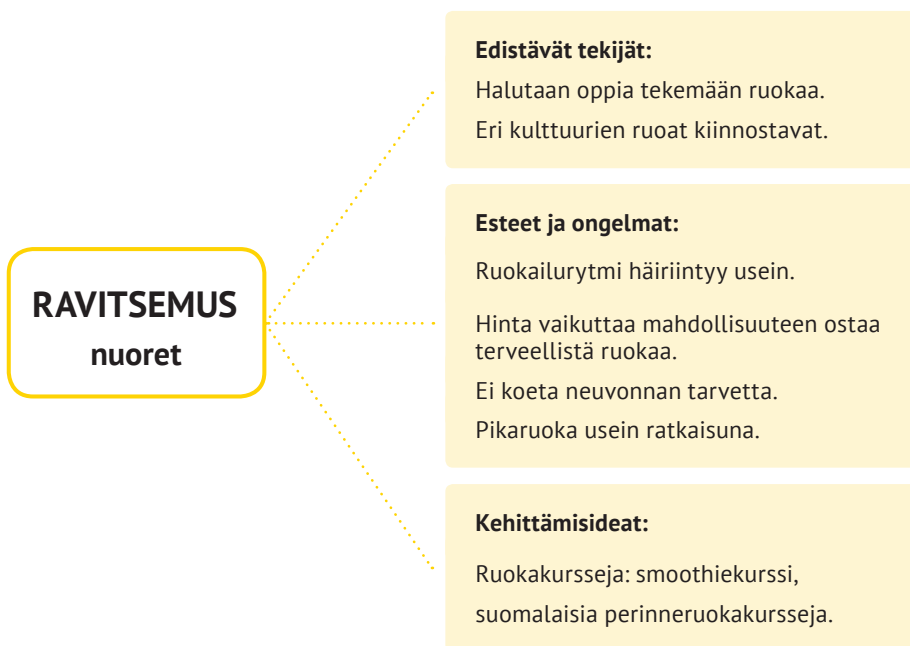 RAVITSEMUS
nuoret
Edistävät tekijät:
Halutaan oppia tekemään ruokaa.
Eri kulttuurien ruoat kiinnostavat.
Esteet ja ongelmat:
Ruokailurytmi häiriintyy usein.
Hinta vaikuttaa mahdollisuuteen ostaa
terveellistä ruokaa.
Ei koeta neuvonnan tarvetta.
Pikaruoka usein ratkaisuna.
Kehittämisideat:
Ruokakursseja: smoothiekurssi,
suomalaisia perinneruokakursseja.